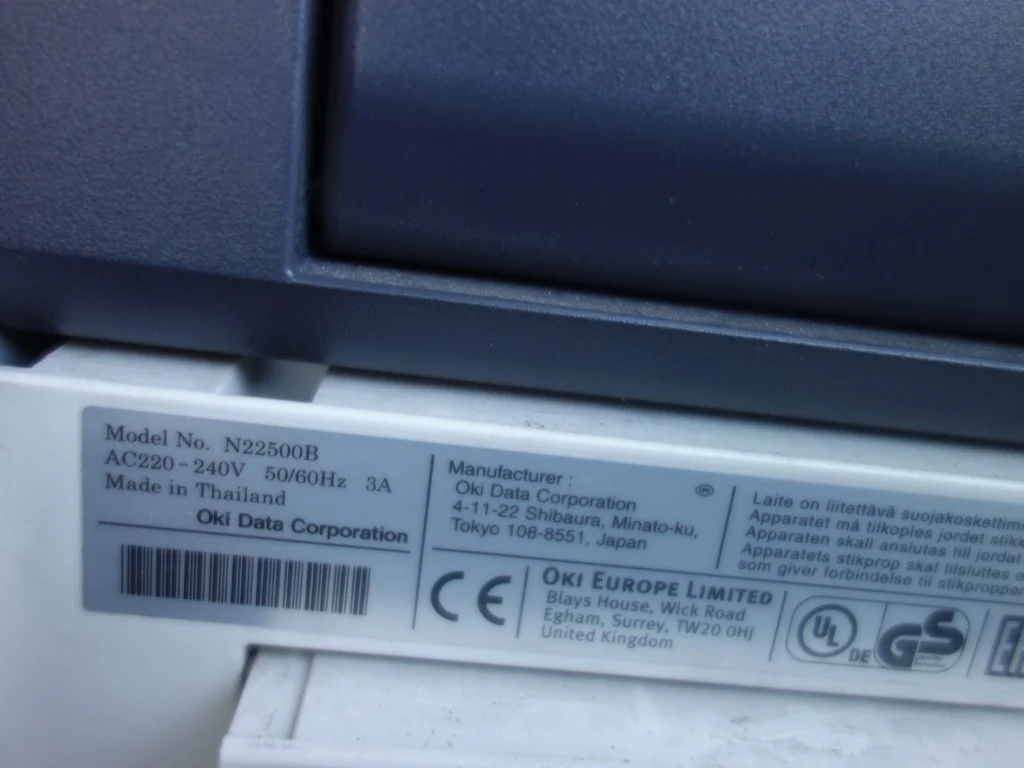 Model No. N22500B
AC220-240V 50/60Hz 3A
Made in Thailand
Oki Data Corporation
Manufacturer :
Oki Data Corporation
4-11-22 Shibaura, Minato-ku,
Tokyo 108-8551, Japan
CE
OKI EUROPE LIMITED
Blays House, Wick Road
Egham, Surrey, TW20 0HJ
United Kingdom
Laite on liitettävä
Apparatet må tilkoples jordet
Apparaten skall anslutas till jordat
Apparatets stikprop skal tilsluttes
som giver forbindelse til
UL
DE
GS